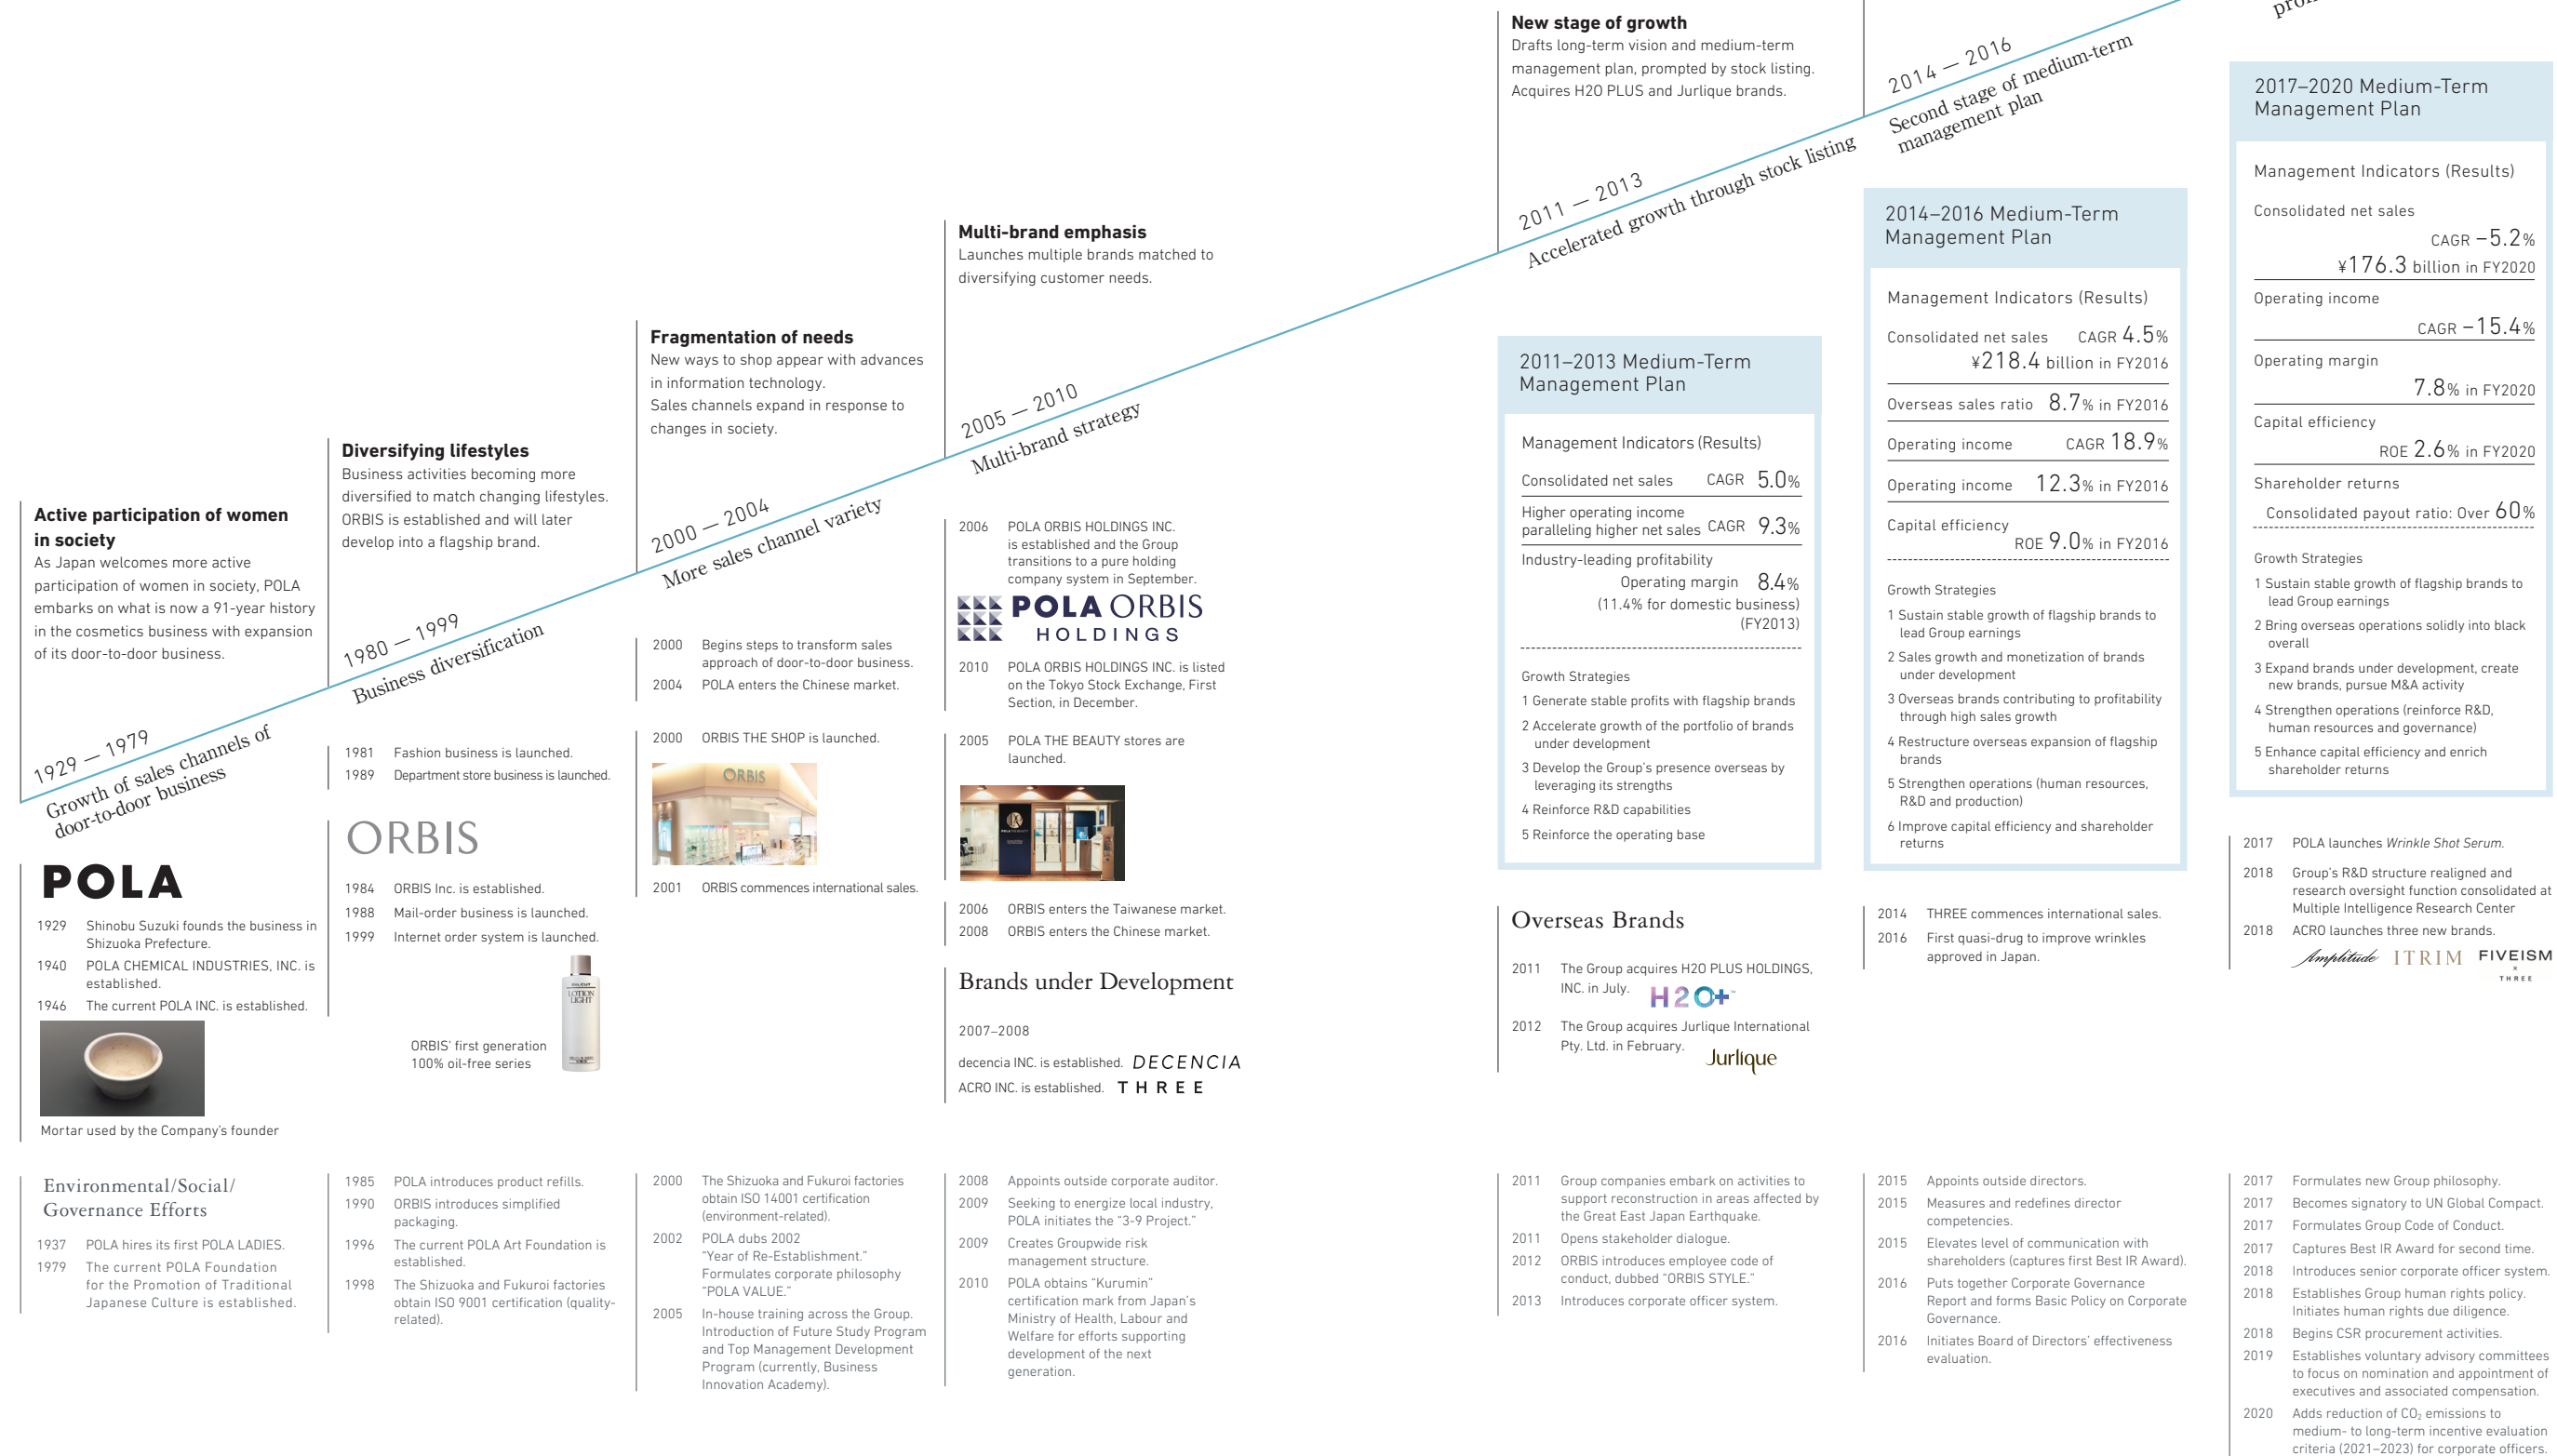 Active participation of women
in society
As Japan welcomes more active
participation of women in society, POLA
embarks on what is now a 91-year history
in the cosmetics business with expansion
of its door-to-door business.
1929 — 1979
Growth of sales channels of
door-to-door business
POLA
1929 Shinobu Suzuki founds the business in
Shizuoka Prefecture.
1940 POLA CHEMICAL INDUSTRIES, INC. is
established.
1946 The current POLA INC. is established.
Mortar used by the Company's founder
Environmental/Social/
Governance Efforts
1937 POLA hires its first POLA LADIES.
1979 The current POLA Foundation
for the Promotion of Traditional
Japanese Culture is established.
Diversifying lifestyles
Business activities becoming more
diversified to match changing lifestyles.
ORBIS is established and will later
develop into a flagship brand.
1980 — 1999
Business diversification
1981 Fashion business is launched.
1989 Department store business is launched.
ORBIS
1984 ORBIS Inc. is established.
1988 Mail-order business is launched.
1999 Internet order system is launched.
LOTION
LIGHT
ORBIS' first generation
100% oil-free series
1985 POLA introduces product refills.
1990 ORBIS introduces simplified
packaging.
1996 The current POLA Art Foundation is
established.
1998 The Shizuoka and Fukuroi factories
obtain ISO 9001 certification (quality-
related).
Fragmentation of needs
New ways to shop appear with advances
in information technology.
Sales channels expand in response to
changes in society.
2000 — 2004
More sales channel variety
2000 Begins steps to transform sales
approach of door-to-door business.
2004 POLA enters the Chinese market.
2000 ORBIS THE SHOP is launched.
ORBIS
2001 ORBIS commences international sales.
2000 The Shizuoka and Fukuroi factories
obtain ISO 14001 certification
(environment-related).
2002 POLA dubs 2002
“Year of Re-Establishment.”
Formulates corporate philosophy
“POLA VALUE.”
2005 In-house training across the Group.
Introduction of Future Study Program
and Top Management Development
Program (currently, Business
Innovation Academy).
Multi-brand emphasis
Launches multiple brands matched to
diversifying customer needs.
2005 — 2010
Multi-brand strategy
2006 POLA ORBIS HOLDINGS INC.
is established and the Group
transitions to a pure holding
company system in September.
POLA ORBIS
HOLDINGS
2010 POLA ORBIS HOLDINGS INC. is listed
on the Tokyo Stock Exchange, First
Section, in December.
2005 POLA THE BEAUTY stores are
launched.
2006 ORBIS enters the Taiwanese market.
2008 ORBIS enters the Chinese market.
Brands under Development
2007–2008
decencia INC. is established. DECENCIA
ACRO INC. is established. THREE
2008 Appoints outside corporate auditor.
2009 Seeking to energize local industry,
POLA initiates the “3-9 Project.”
2009 Creates Groupwide risk
management structure.
2010 POLA obtains “Kurumin”
certification mark from Japan's
Ministry of Health, Labour and
Welfare for efforts supporting
development of the next
generation.
New stage of growth
Drafts long-term vision and medium-term
management plan, prompted by stock listing.
Acquires H2O PLUS and Jurlique brands.
2011 — 2013
Accelerated growth through stock listing
2011–2013 Medium-Term
Management Plan
Management Indicators (Results)
Consolidated net sales CAGR 5.0%
Higher operating income
paralleling higher net sales CAGR 9.3%
Industry-leading profitability
Operating margin 8.4%
(11.4% for domestic business)
(FY2013)
Growth Strategies
1 Generate stable profits with flagship brands
2 Accelerate growth of the portfolio of brands
under development
3 Develop the Group's presence overseas by
leveraging its strengths
4 Reinforce R&D capabilities
5 Reinforce the operating base
Overseas Brands
2011 The Group acquires H2O PLUS HOLDINGS,
INC. in July. H2O+™
2012 The Group acquires Jurlique International
Pty. Ltd. in February. Jurlique
2011 Group companies embark on activities to
support reconstruction in areas affected by
the Great East Japan Earthquake.
2011 Opens stakeholder dialogue.
2012 ORBIS introduces employee code of
conduct, dubbed “ORBIS STYLE.”
2013 Introduces corporate officer system.
2014 — 2016
Second stage of medium-term
management plan
2014–2016 Medium-Term
Management Plan
Management Indicators (Results)
Consolidated net sales CAGR 4.5%
¥218.4 billion in FY2016
Overseas sales ratio 8.7% in FY2016
Operating income CAGR 18.9%
Operating income 12.3% in FY2016
Capital efficiency
ROE 9.0% in FY2016
Growth Strategies
1 Sustain stable growth of flagship brands to
lead Group earnings
2 Sales growth and monetization of brands
under development
3 Overseas brands contributing to profitability
through high sales growth
4 Restructure overseas expansion of flagship
brands
5 Strengthen operations (human resources,
R&D and production)
6 Improve capital efficiency and shareholder
returns
2014 THREE commences international sales.
2016 First quasi-drug to improve wrinkles
approved in Japan.
2015 Appoints outside directors.
2015 Measures and redefines director
competencies.
2015 Elevates level of communication with
shareholders (captures first Best IR Award).
2016 Puts together Corporate Governance
Report and forms Basic Policy on Corporate
Governance.
2016 Initiates Board of Directors' effectiveness
evaluation.
2017–2020 Medium-Term
Management Plan
Management Indicators (Results)
Consolidated net sales
CAGR –5.2%
¥176.3 billion in FY2020
Operating income
CAGR –15.4%
Operating margin
7.8% in FY2020
Capital efficiency
ROE 2.6% in FY2020
Shareholder returns
Consolidated payout ratio: Over 60%
Growth Strategies
1 Sustain stable growth of flagship brands to
lead Group earnings
2 Bring overseas operations solidly into black
overall
3 Expand brands under development, create
new brands, pursue M&A activity
4 Strengthen operations (reinforce R&D,
human resources and governance)
5 Enhance capital efficiency and enrich
shareholder returns
2017 POLA launches Wrinkle Shot Serum.
2018 Group's R&D structure realigned and
research oversight function consolidated at
Multiple Intelligence Research Center
2018 ACRO launches three new brands.
Amplitude ITRIM FIVEISM
×
THREE
2017 Formulates new Group philosophy.
2017 Becomes signatory to UN Global Compact.
2017 Formulates Group Code of Conduct.
2017 Captures Best IR Award for second time.
2018 Introduces senior corporate officer system.
2018 Establishes Group human rights policy.
Initiates human rights due diligence.
2018 Begins CSR procurement activities.
2019 Establishes voluntary advisory committees
to focus on nomination and appointment of
executives and associated compensation.
2020 Adds reduction of CO₂ emissions to
medium- to long-term incentive evaluation
criteria (2021–2023) for corporate officers.